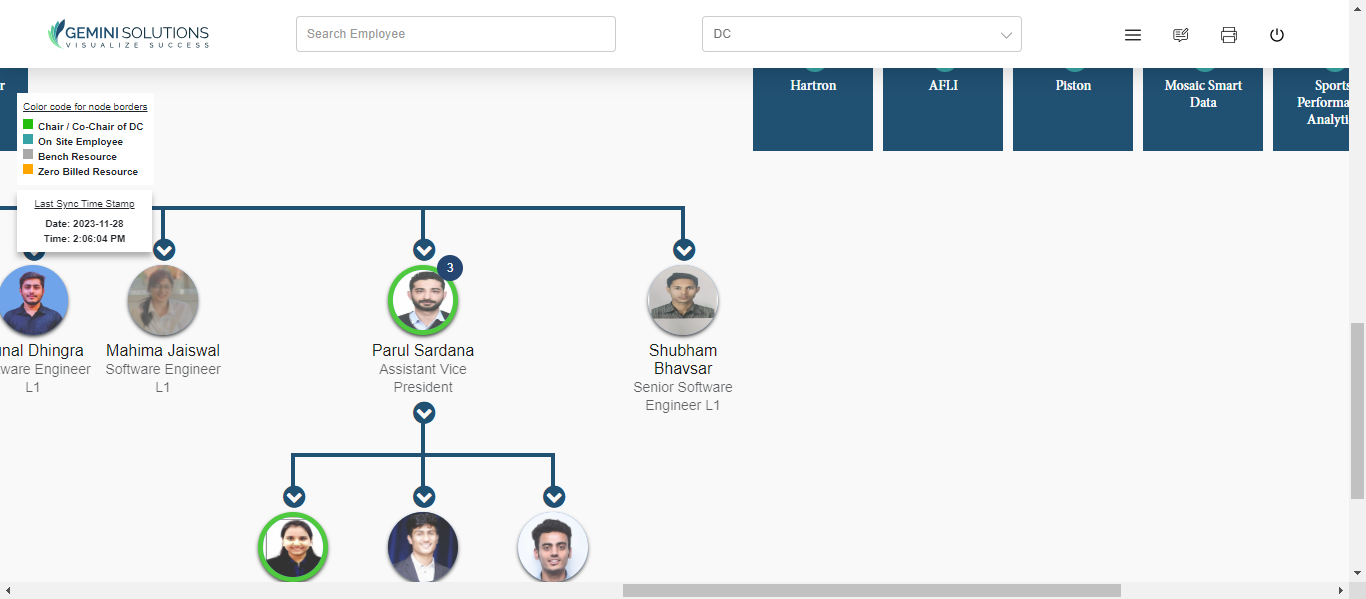 GEMINI SOLUTIONS
VISUALIZE SUCCESS
Search Employee
DC
r
Hartron
AFLI
Piston
Mosaic Smart
Data
Sports
Performa
Analyti
Color code for node borders
Chair / Co-Chair of DC
On Site Employee
Bench Resource
Zero Billed Resource
Last Sync Time Stamp
Date: 2023-11-28
Time: 2:06:04 PM
3
nal Dhingra
ware Engineer
L1
Mahima Jaiswal
Software Engineer
L1
Parul Sardana
Assistant Vice
President
Shubham
Bhavsar
Senior Software
Engineer L1